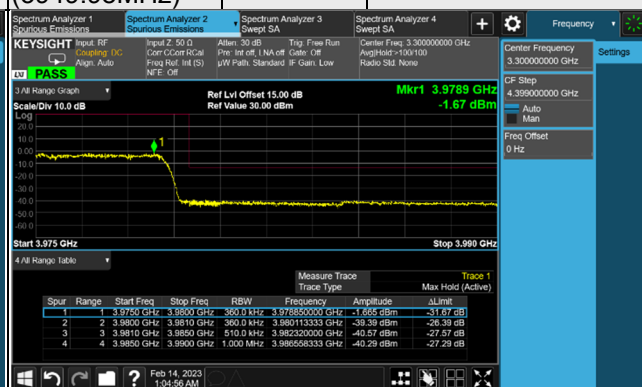 (3849.93MHz)
Spectrum Analyzer 1
Spurious Emissions
Spectrum Analyzer 2
Spurious Emissions
Spectrum Analyzer 3
Swept SA
Spectrum Analyzer 4
Swept SA
+
Frequency
KEYSIGHT
Input: RF
Coupling: DC
Align: Auto
Input Z: 50 Ω
Corr CCorr RCal
Freq Ref: Int (S)
NFE: Off
Atten: 30 dB
Pre: Int off, LNA off
µW Path: Standard
Trig: Free Run
Gate: Off
IF Gain: Low
Center Freq: 3.300000000 GHz
Avg|Hold:>100/100
Radio Std: None
LXI
PASS
Center Frequency
3.300000000 GHz
Settings
CF Step
4.399000000 GHz
Auto
Man
Freq Offset
0 Hz
3 All Range Graph
Ref Lvl Offset 15.00 dB
Mkr1 3.9789 GHz
Scale/Div 10.0 dB
Ref Value 30.00 dBm
-1.67 dBm
Log
20.0
10.0
0.00
-10.0
-20.0
-30.0
-40.0
-50.0
-60.0
1
Start 3.975 GHz
Stop 3.990 GHz
4 All Range Table
Measure Trace
Trace 1
Trace Type
Max Hold (Active)
Spur Range Start Freq Stop Freq RBW Frequency Amplitude ΔLimit
1 1 3.9750 GHz 3.9800 GHz 360.0 kHz 3.978850000 GHz -1.665 dBm -31.67 dB
2 2 3.9800 GHz 3.9810 GHz 360.0 kHz 3.980113333 GHz -39.39 dBm -26.39 dB
3 3 3.9810 GHz 3.9850 GHz 510.0 kHz 3.982320000 GHz -40.57 dBm -27.57 dB
4 4 3.9850 GHz 3.9900 GHz 1.000 MHz 3.986558333 GHz -40.29 dBm -27.29 dB
?
Feb 14, 2023
1:04:56 AM